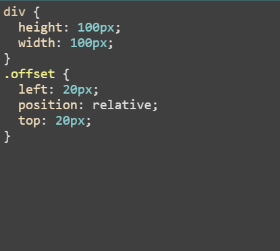 div {
  height: 100px;
  width: 100px;
}
.offset {
  left: 20px;
  position: relative;
  top: 20px;
}